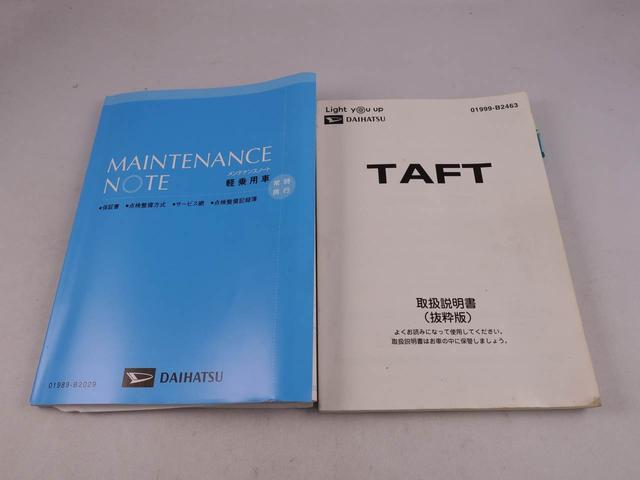 MAINTENANCE
NOTE
メンテナンスノート
軽乗用車
常時
携行
•保証書 •点検整備方式 •サービス網 •点検整備記録簿
DAIHATSU
01989-B2029
Light you up
DAIHATSU
01999-B2463
TAFT
取扱説明書
(抜粋版)
よくお読みになって使用してください。
取扱説明書はお車の中に保管しましょう。